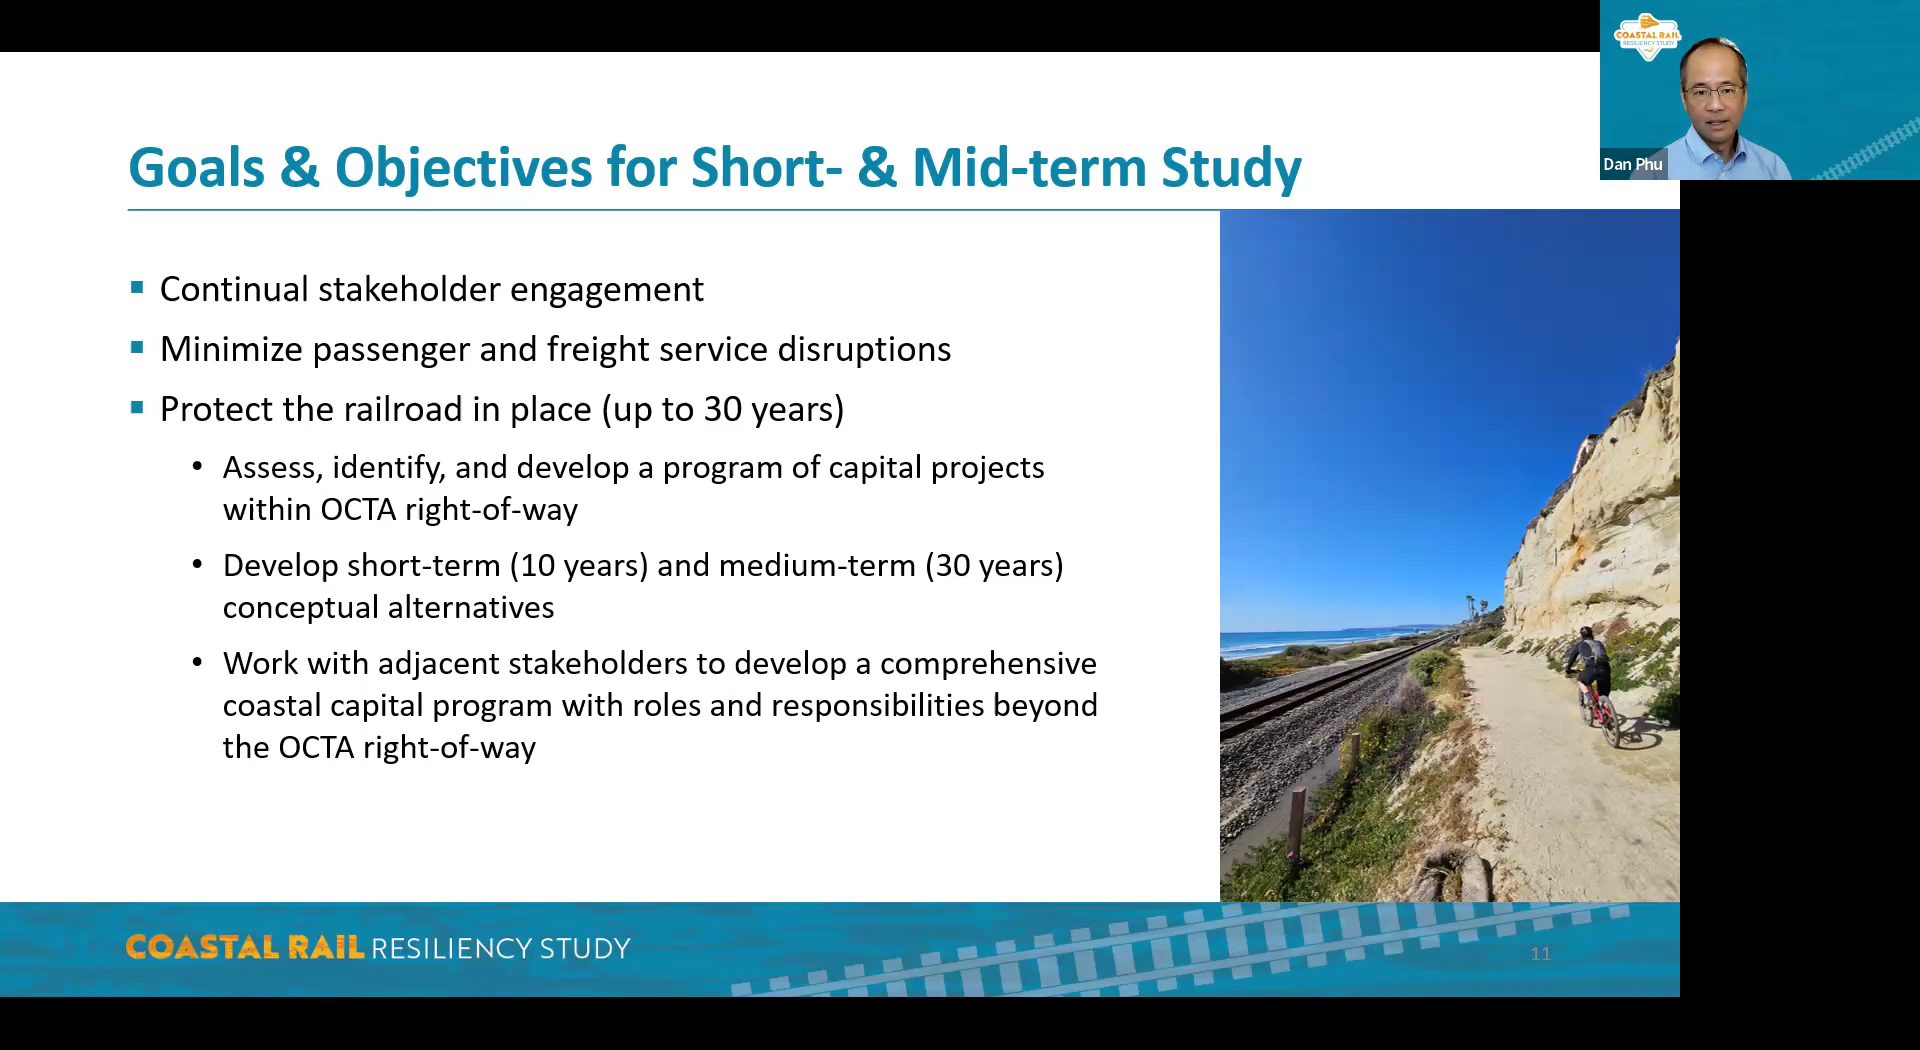 COASTAL RAIL
RESILIENCY STUDY
Dan Phu
Goals & Objectives for Short- & Mid-term Study
Continual stakeholder engagement
Minimize passenger and freight service disruptions
Protect the railroad in place (up to 30 years)
Assess, identify, and develop a program of capital projects
within OCTA right-of-way
Develop short-term (10 years) and medium-term (30 years)
conceptual alternatives
Work with adjacent stakeholders to develop a comprehensive
coastal capital program with roles and responsibilities beyond
the OCTA right-of-way
COASTAL RAIL RESILIENCY STUDY
11